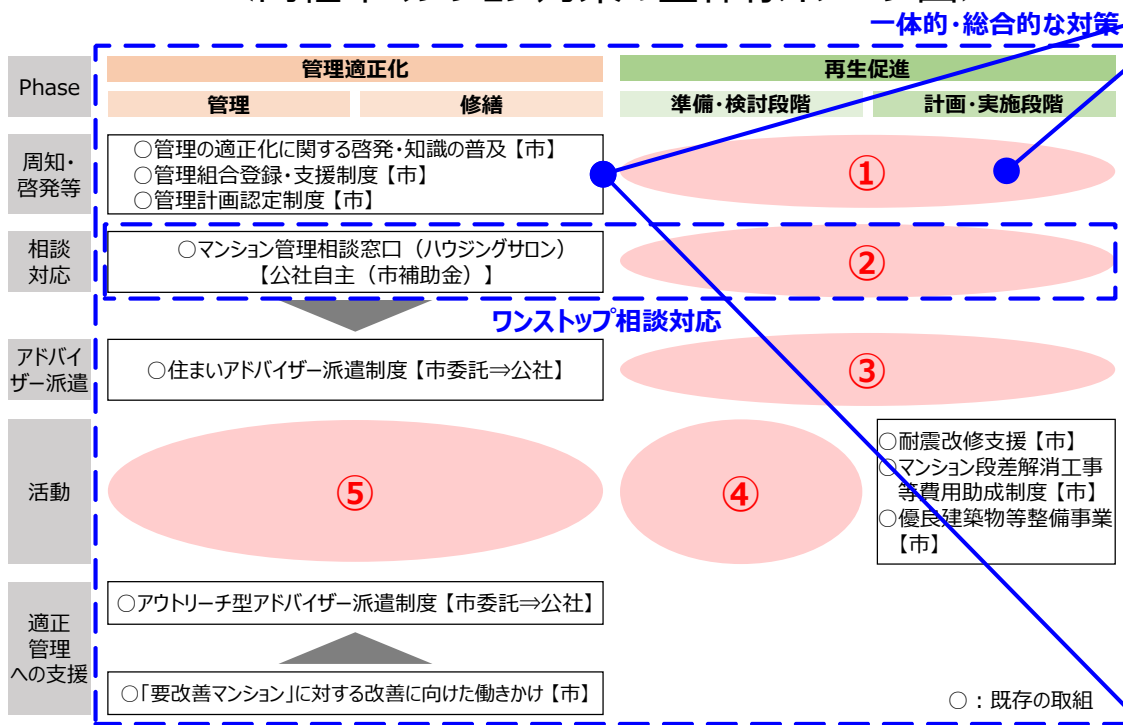 一体的・総合的な対策
Phase
管理適正化
再生促進
管理
修繕
準備・検討段階
計画・実施段階
周知・
啓発等
○管理の適正化に関する啓発・知識の普及【市】
○管理組合登録・支援制度【市】
○管理計画認定制度【市】
①
相談
対応
○マンション管理相談窓口（ハウジングサロン）
【公社自主（市補助金）】
②
ワンストップ相談対応
アドバイ
ザー派遣
○住まいアドバイザー派遣制度【市委託⇒公社】
③
活動
⑤
④
○耐震改修支援【市】
○マンション段差解消工事
等費用助成制度【市】
○優良建築物等整備事業
【市】
適正
管理
への支援
○アウトリーチ型アドバイザー派遣制度【市委託⇒公社】
○「要改善マンション」に対する改善に向けた働きかけ【市】
○：既存の取組